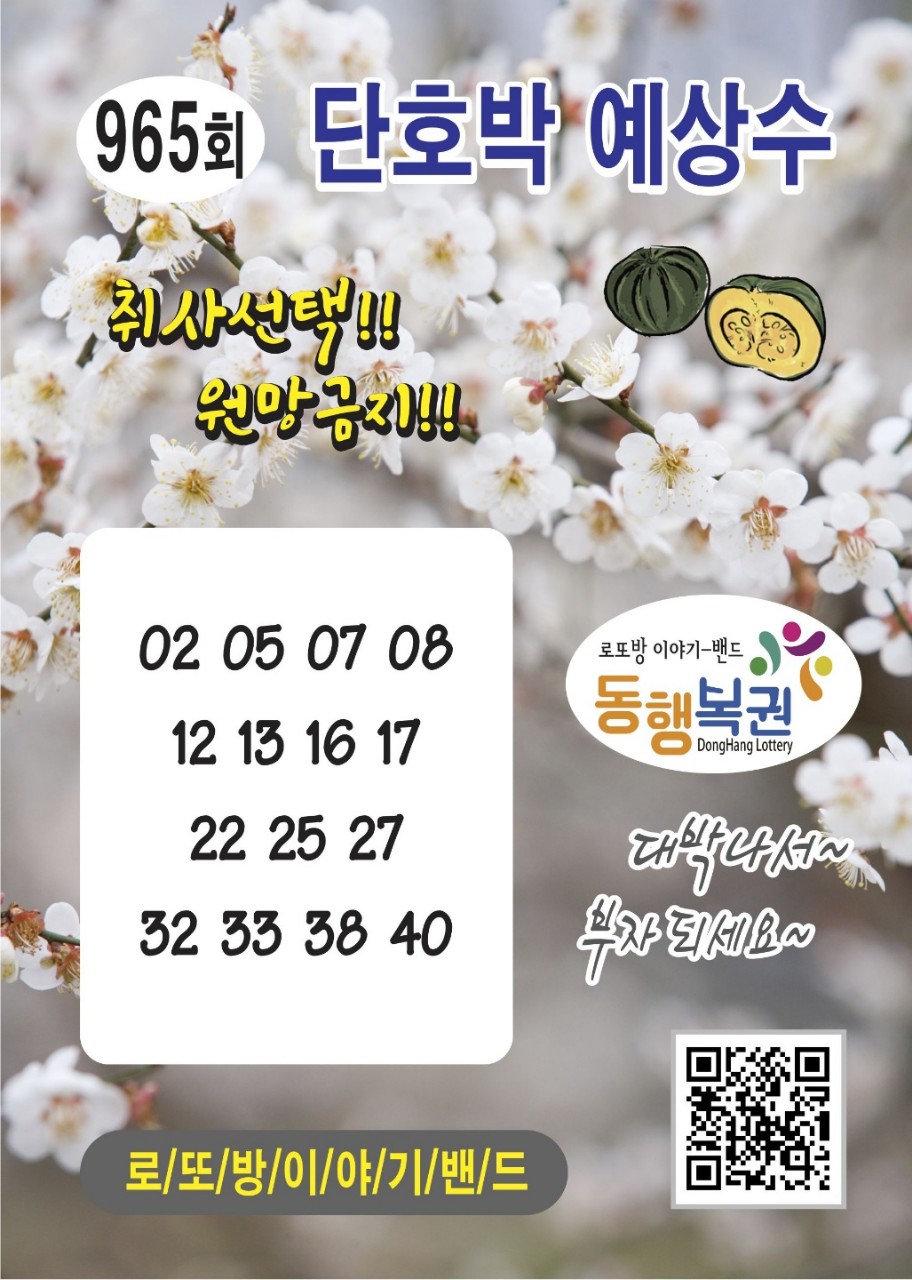 965회 단호박 예상수
취사선택!!
원망금지!!
02 05 07 08
12 13 16 17
22 25 27
32 33 38 40
로또방 이야기-밴드
동행복권
DongHang Lottery
대박나서~
부자 되세요~
로/또/방/이/야/기/밴/드